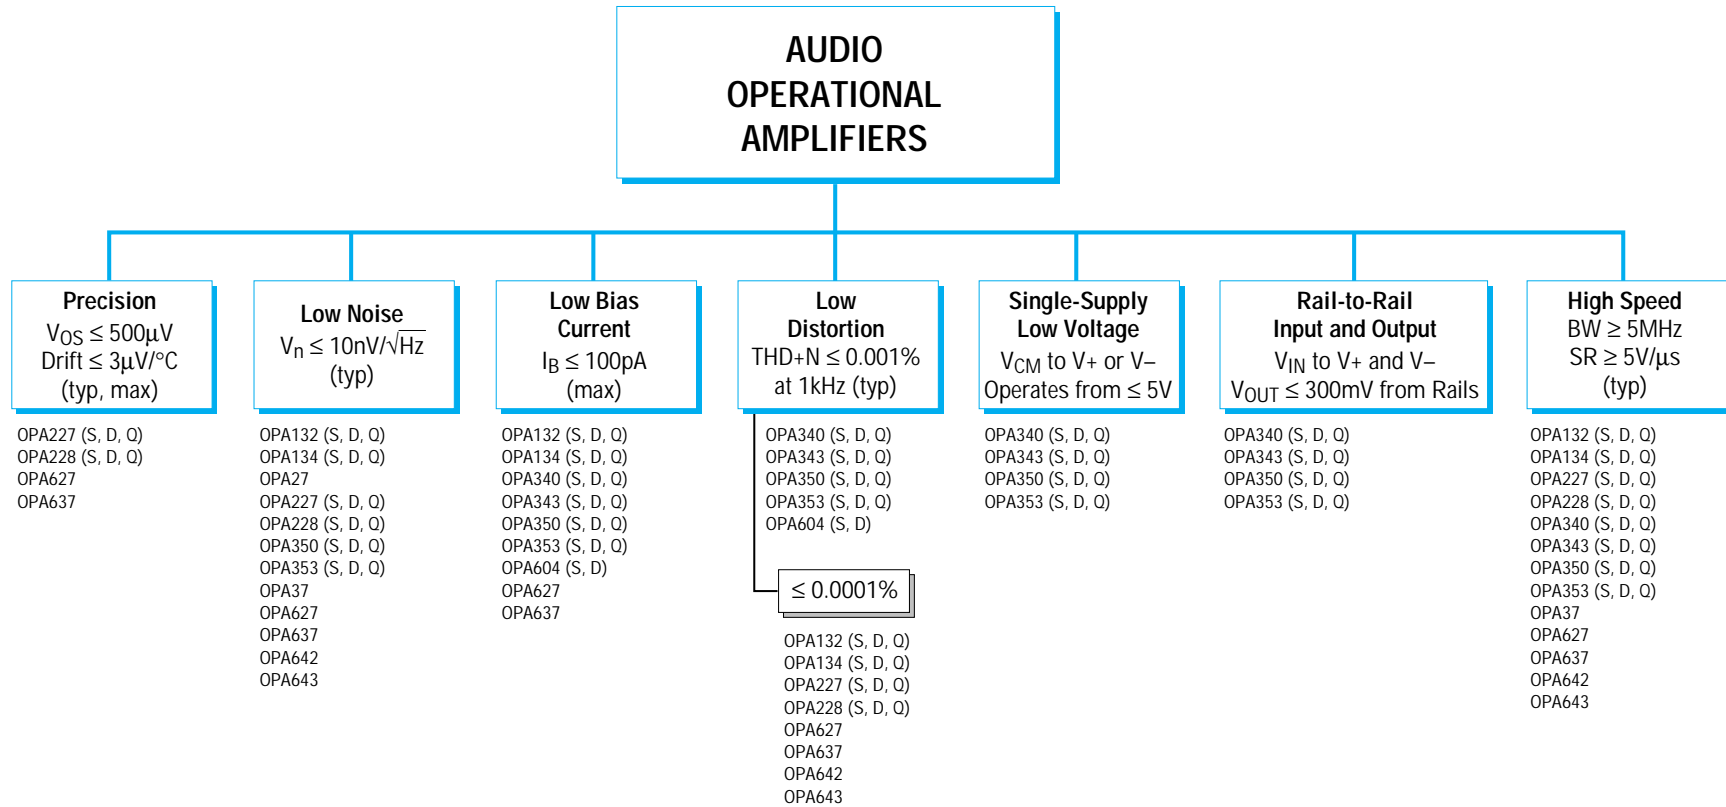 AUDIO
OPERATIONAL
AMPLIFIERS
Precision
VOS ≤ 500µV
Drift ≤ 3µV/°C
(typ, max)
OPA227 (S, D, Q)
OPA228 (S, D, Q)
OPA627
OPA637
Low Noise
Vn ≤ 10nV/√Hz
(typ)
OPA132 (S, D, Q)
OPA134 (S, D, Q)
OPA27
OPA227 (S, D, Q)
OPA228 (S, D, Q)
OPA350 (S, D, Q)
OPA353 (S, D, Q)
OPA37
OPA627
OPA637
OPA642
OPA643
Low Bias
Current
IB ≤ 100pA
(max)
OPA132 (S, D, Q)
OPA134 (S, D, Q)
OPA340 (S, D, Q)
OPA343 (S, D, Q)
OPA350 (S, D, Q)
OPA353 (S, D, Q)
OPA604 (S, D)
OPA627
OPA637
Low
Distortion
THD+N ≤ 0.001%
at 1kHz (typ)
OPA340 (S, D, Q)
OPA343 (S, D, Q)
OPA350 (S, D, Q)
OPA353 (S, D, Q)
OPA604 (S, D)
≤ 0.0001%
OPA132 (S, D, Q)
OPA134 (S, D, Q)
OPA227 (S, D, Q)
OPA228 (S, D, Q)
OPA627
OPA637
OPA642
OPA643
Single-Supply
Low Voltage
VCM to V+ or V–
Operates from ≤ 5V
OPA340 (S, D, Q)
OPA343 (S, D, Q)
OPA350 (S, D, Q)
OPA353 (S, D, Q)
Rail-to-Rail
Input and Output
VIN to V+ and V–
VOUT ≤ 300mV from Rails
OPA340 (S, D, Q)
OPA343 (S, D, Q)
OPA350 (S, D, Q)
OPA353 (S, D, Q)
High Speed
BW ≥ 5MHz
SR ≥ 5V/µs
(typ)
OPA132 (S, D, Q)
OPA134 (S, D, Q)
OPA227 (S, D, Q)
OPA228 (S, D, Q)
OPA340 (S, D, Q)
OPA343 (S, D, Q)
OPA350 (S, D, Q)
OPA353 (S, D, Q)
OPA37
OPA627
OPA637
OPA642
OPA643